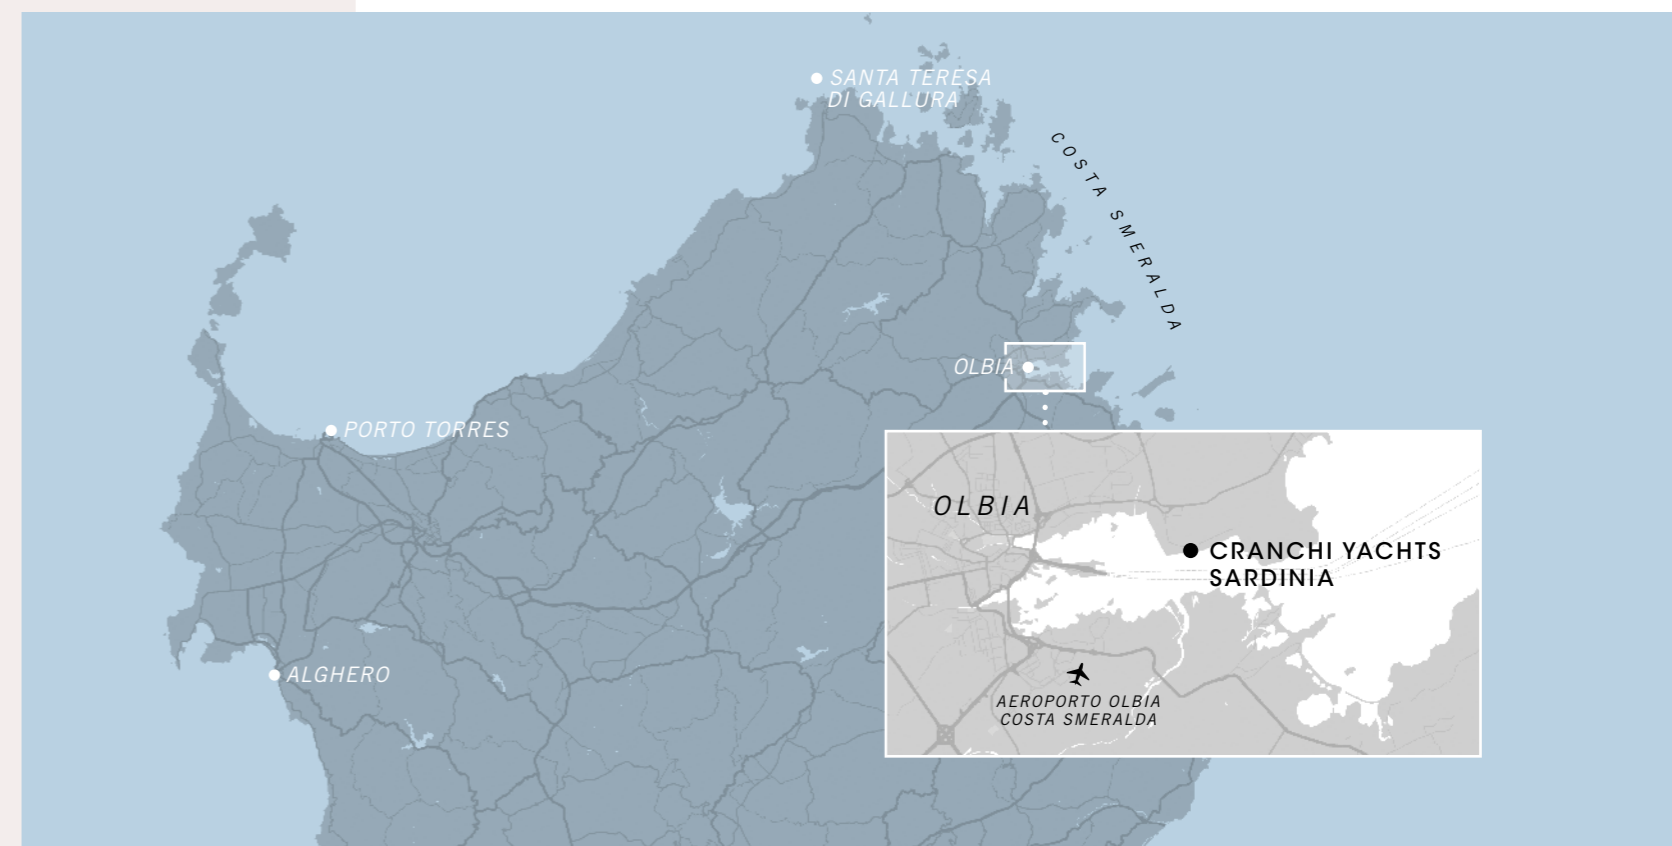 SANTA TERESA
DI GALLURA
COSTA SMERALDA
OLBIA
PORTO TORRES
OLBIA
CRANCHI YACHTS
SARDINIA
ALGHERO
AEROPORTO OLBIA
COSTA SMERALDA